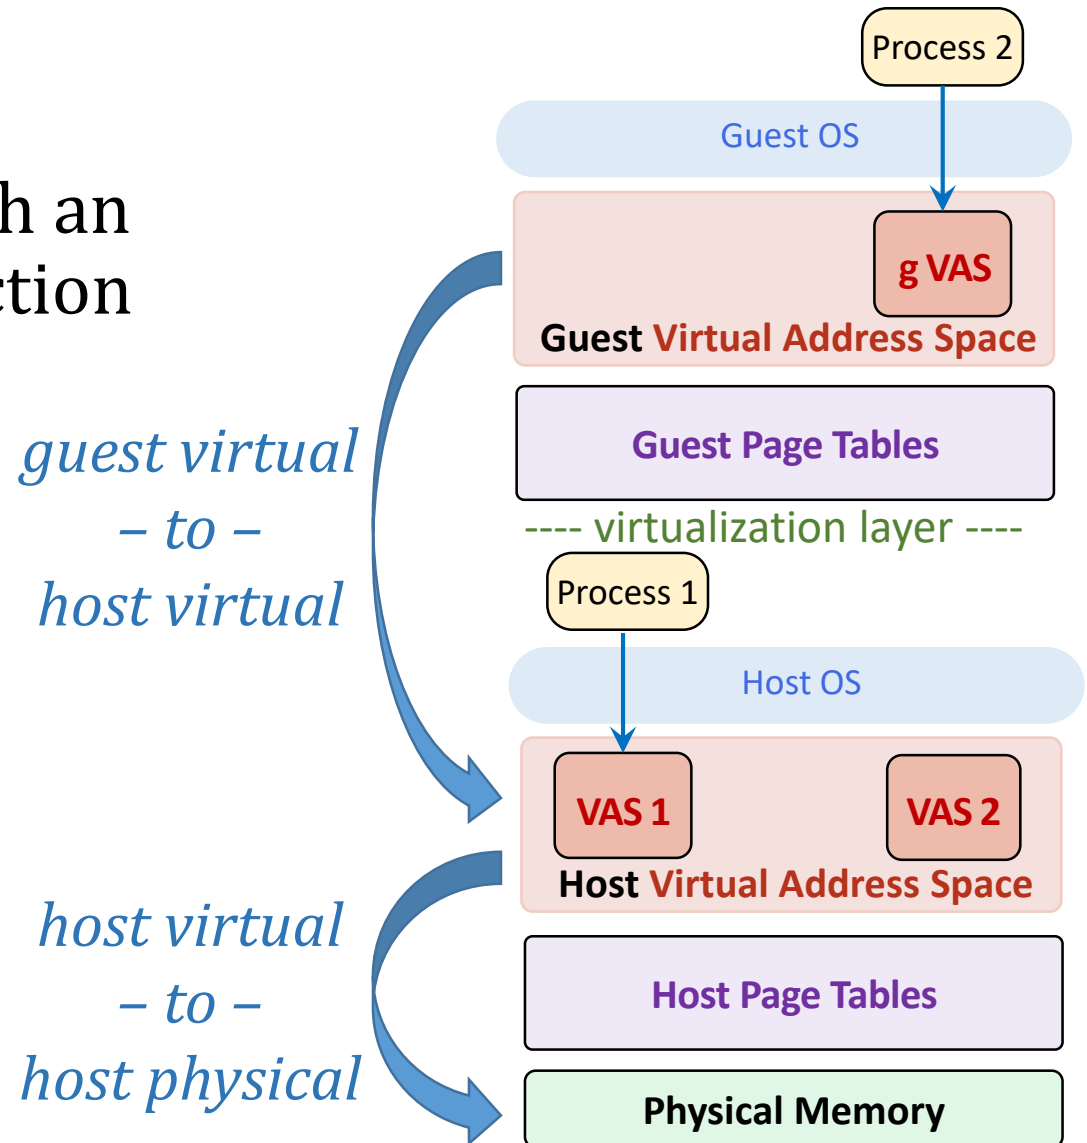 Process 2
Guest OS
h an
ction
g VAS
Guest Virtual Address Space
guest virtual
– to –
host virtual
Guest Page Tables
---- virtualization layer ----
Process 1
Host OS
VAS 1
VAS 2
Host Virtual Address Space
host virtual
– to –
host physical
Host Page Tables
Physical Memory